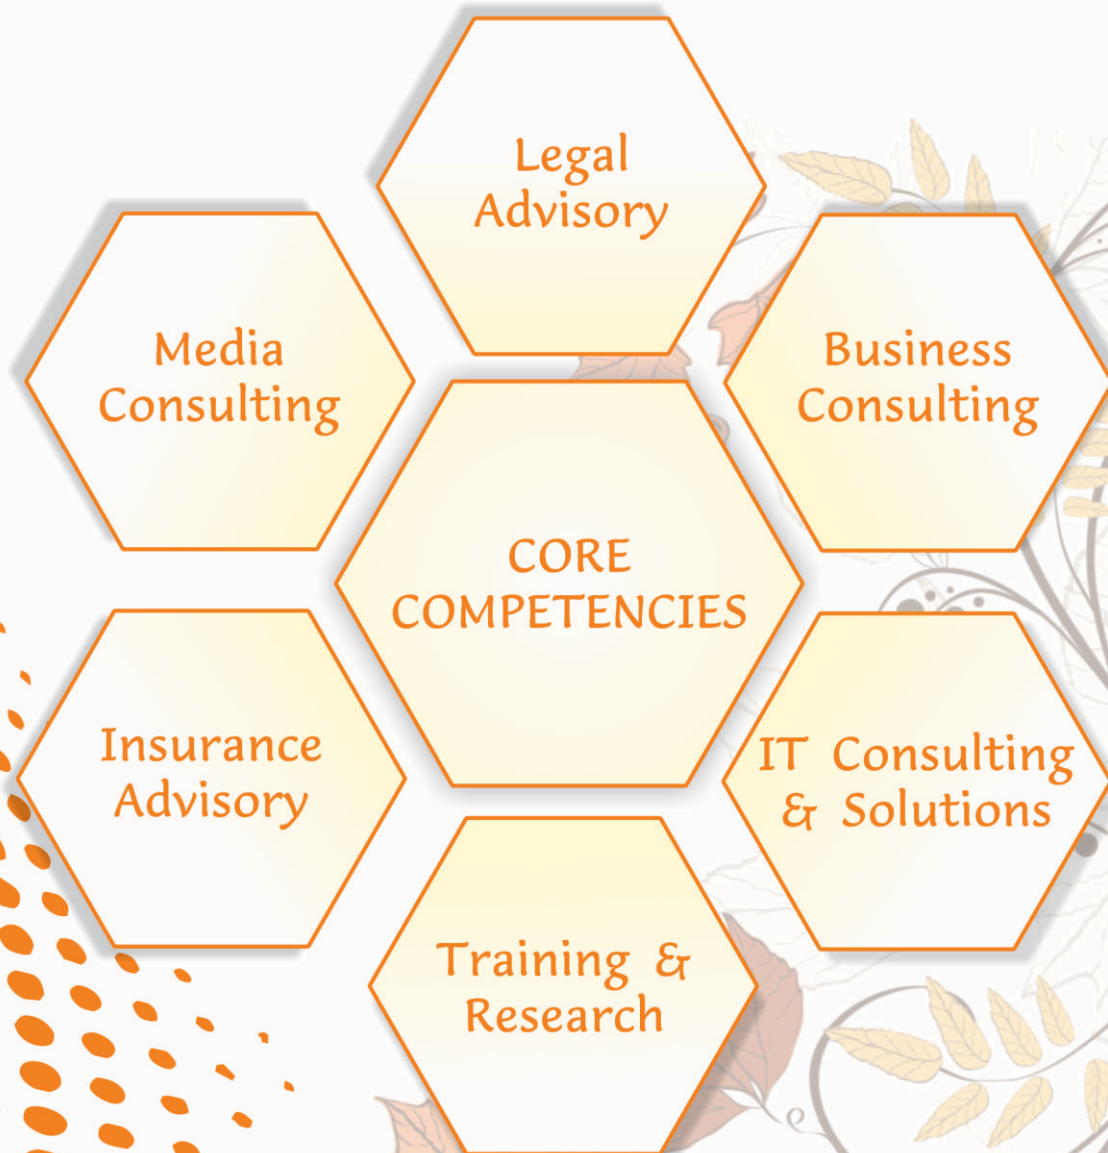 Legal
Advisory
Media
Consulting
Business
Consulting
CORE
COMPETENCIES
Insurance
Advisory
IT Consulting
& Solutions
Training &
Research